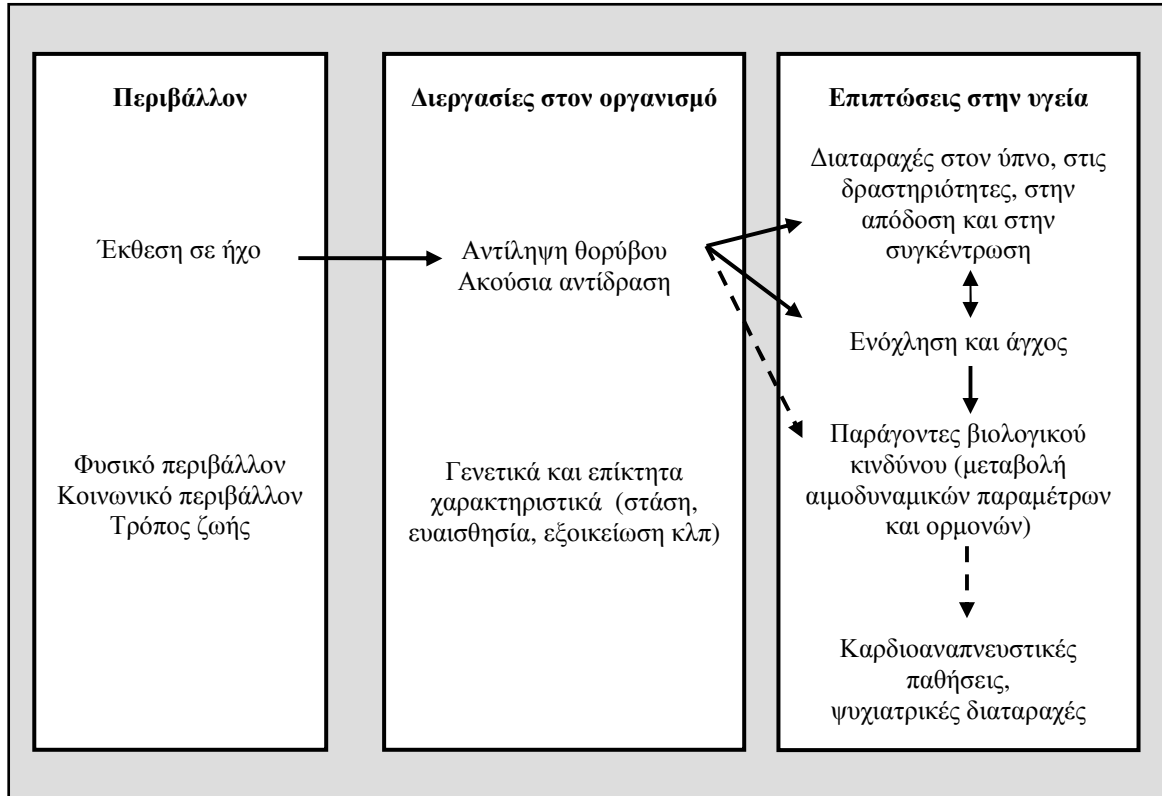 Περιβάλλον
Έκθεση σε ήχο
Φυσικό περιβάλλον
Κοινωνικό περιβάλλον
Τρόπος ζωής
Διεργασίες στον οργανισμό
Αντίληψη θορύβου
Ακούσια αντίδραση
Γενετικά και επίκτητα
χαρακτηριστικά (στάση,
ευαισθησία, εξοικείωση κλπ)
Επιπτώσεις στην υγεία
Διαταραχές στον ύπνο, στις
δραστηριότητες, στην
απόδοση και στην
συγκέντρωση
Ενόχληση και άγχος
Παράγοντες βιολογικού
κινδύνου (μεταβολή
αιμοδυναμικών παραμέτρων
και ορμονών)
Καρδιοαναπνευστικές
παθήσεις,
ψυχιατρικές διαταραχές